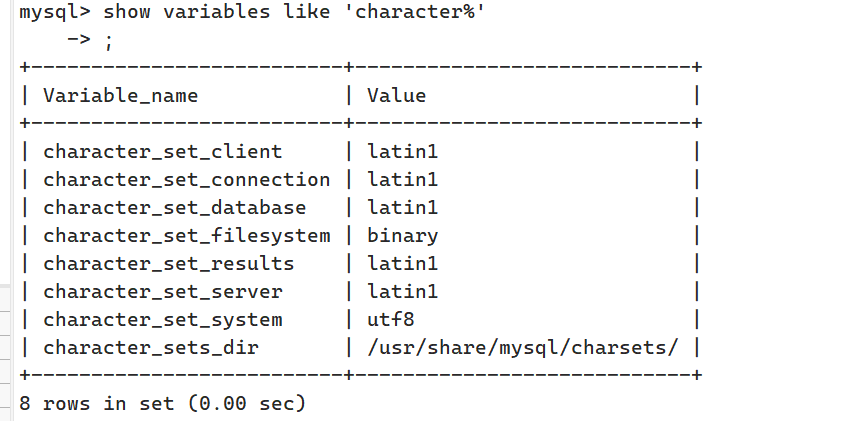 mysql> show variables like 'character%'
    -> ;
+--------------------------+----------------------------+
| Variable_name            | Value                      |
+--------------------------+----------------------------+
| character_set_client     | latin1                     |
| character_set_connection | latin1                     |
| character_set_database   | latin1                     |
| character_set_filesystem | binary                     |
| character_set_results    | latin1                     |
| character_set_server     | latin1                     |
| character_set_system     | utf8                       |
| character_sets_dir       | /usr/share/mysql/charsets/ |
+--------------------------+----------------------------+
8 rows in set (0.00 sec)